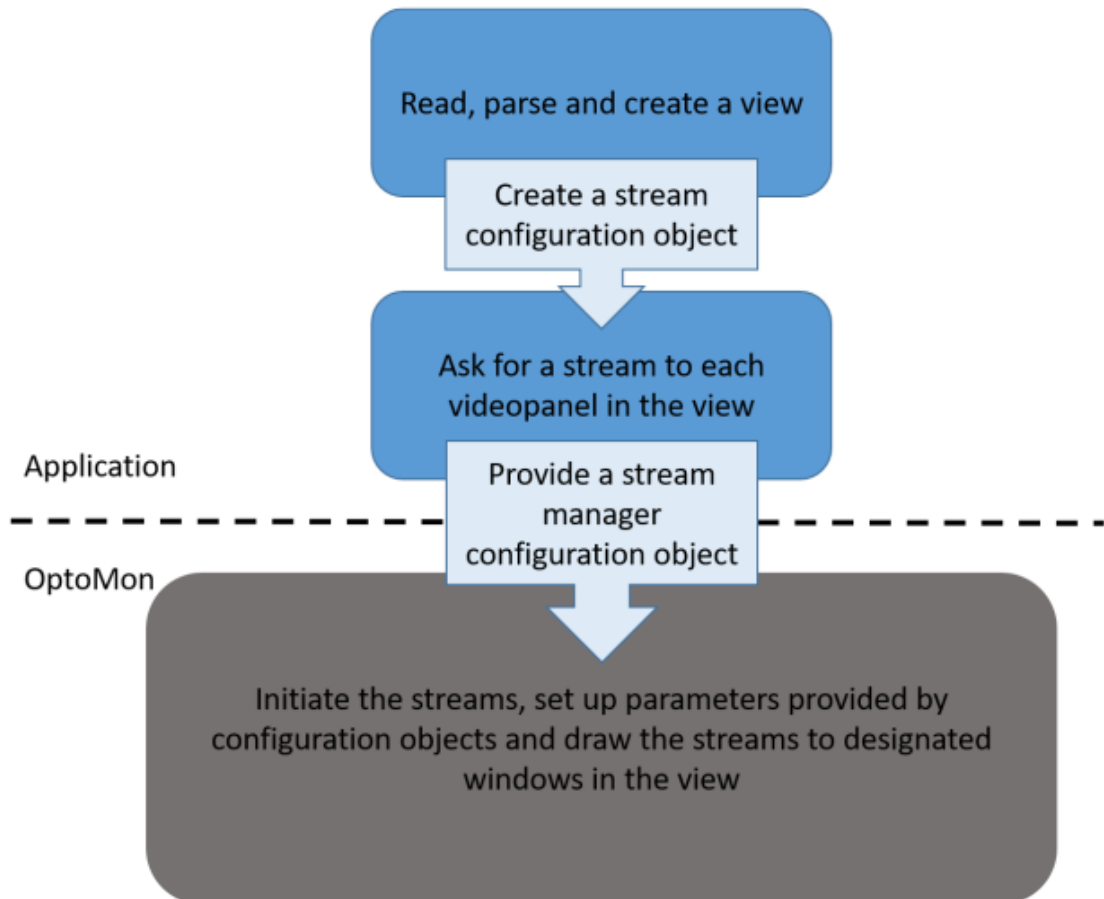 Read, parse and create a view
Create a stream
configuration object
Ask for a stream to each
videopanel in the view
Application
Provide a stream
manager
configuration object
OptoMon
Initiate the streams, set up parameters provided by
configuration objects and draw the streams to designated
windows in the view